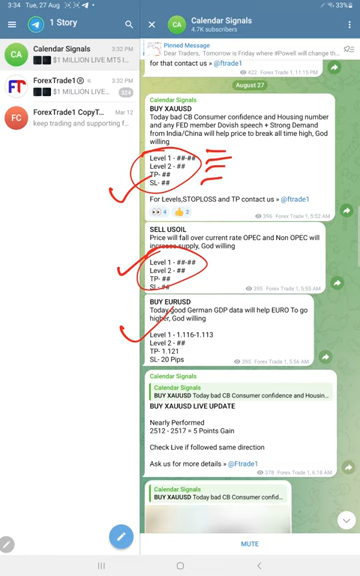 3:34 Tue, 27 Aug
33%
1 Story
CA
Calendar Signals
3:32 PM
$1 MILLION LIVE MT5 I...
ForexTrade1
3:32 PM
$1 MILLION LIVE
FC
ForexTrade1 CopyT...
Mar 12
keep trading and supporting f...
CA
Calendar Signals
4.7K subscribers
Pinned Message
Dear Traders, Tomorrow is Friday where #Powell will change th...
for that contact us » @ftrade1
422 Forex Trade 1, 11:15 PM
August 27
Calendar Signals
BUY XAUUSD
Today bad CB Consumer confidence and Housing number
and any FED member Dovish speech + Strong Demand
from India/China will help price to break all time high, God
willing
Level 1 - ##-##
Level 2 - ##
TP- ##
SL- ##
For Levels,STOPLOSS and TP contact us » @ftrade1
4
2
396 Forex Trade 1, 5:52 AM
SELL USOIL
Price will fall over current rate OPEC and Non OPEC will
increase supply, God willing
Level 1 - ##-##
Level 2 - ##
TP- ##
SL- ##
395 Forex Trade 1, 5:55 AM
BUY EURUSD
Today good German GDP data will help EURO To go
higher, God willing
Level 1 - 1.116-1.113
Level 2 - ##
TP- 1.121
SL- 20 Pips
395 Forex Trade 1, 5:56 AM
Calendar Signals
Calendar Signals
BUY XAUUSD Today bad CB Consumer confidence and Housin...
BUY XAUUSD LIVE UPDATE
Nearly Performed
2512 - 2517 = 5 Points Gain
Check Live if followed same direction
Ask us for more details » @Ftrade1
378 Forex Trade 1, 6:18 AM
Calendar Signals
Calendar Signals
BUY XAUUSD Today bad CB Consumer confid...
MUTE